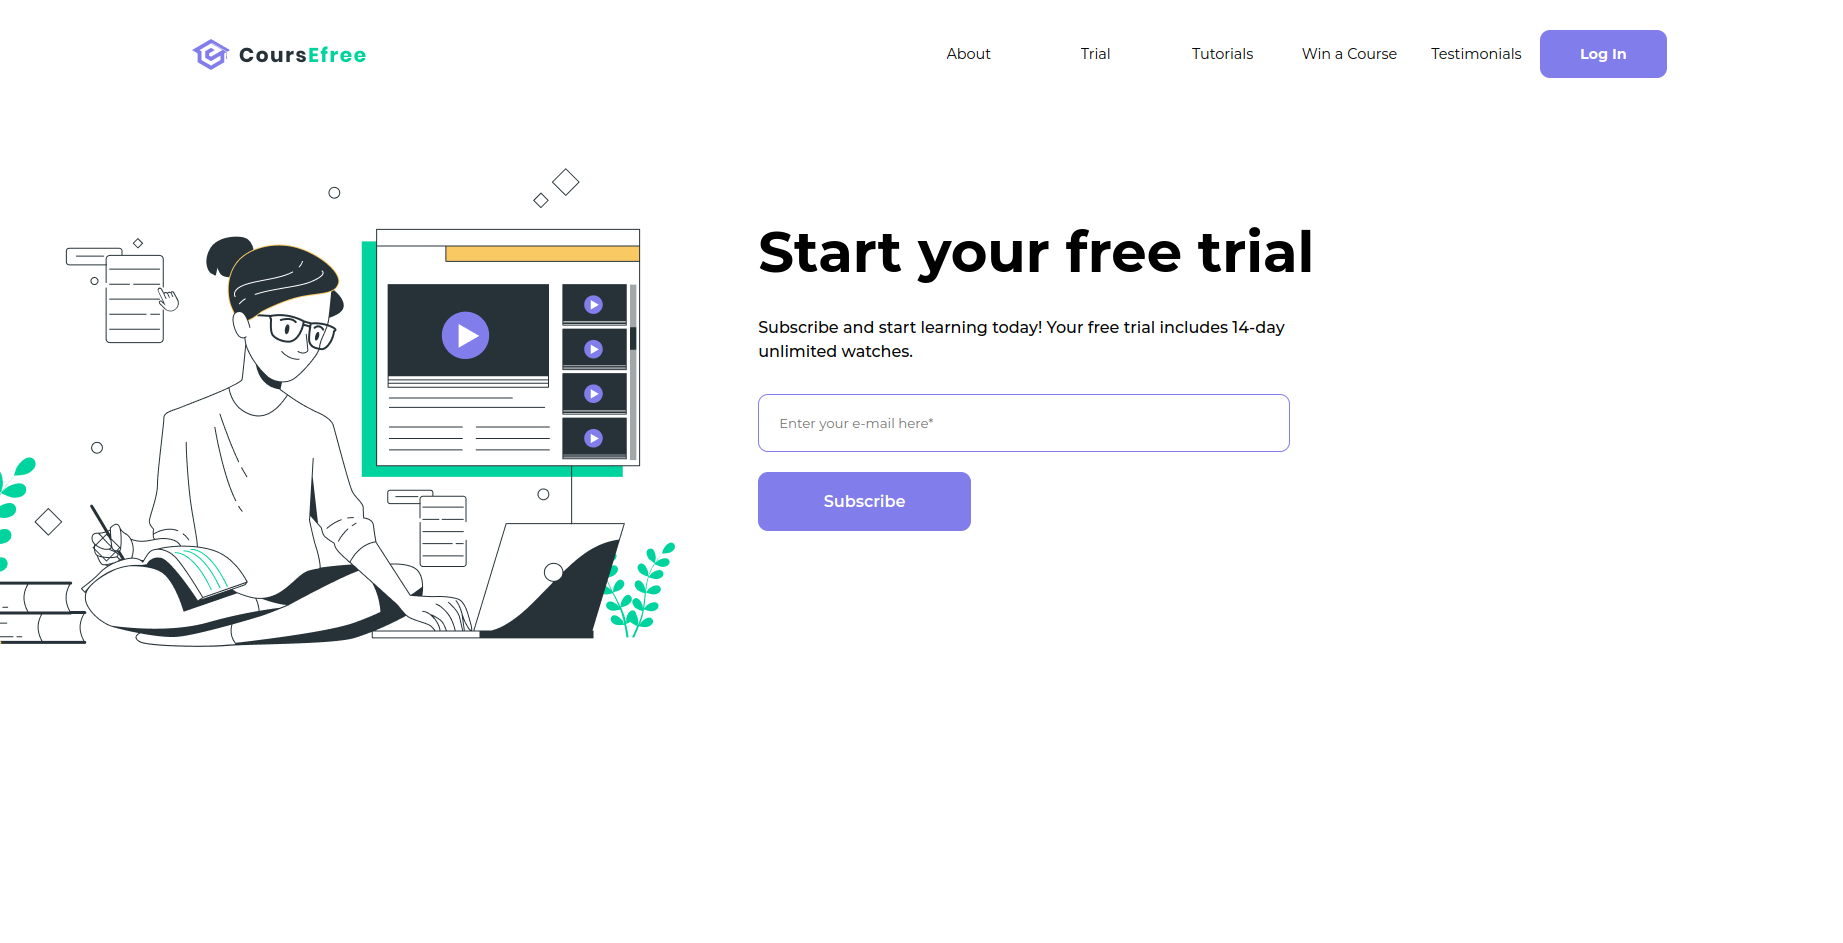 CoursEfree
About
Trial
Tutorials
Win a Course
Testimonials
Log In
Start your free trial
Subscribe and start learning today! Your free trial includes 14-day
unlimited watches.
Enter your e-mail here*
Subscribe